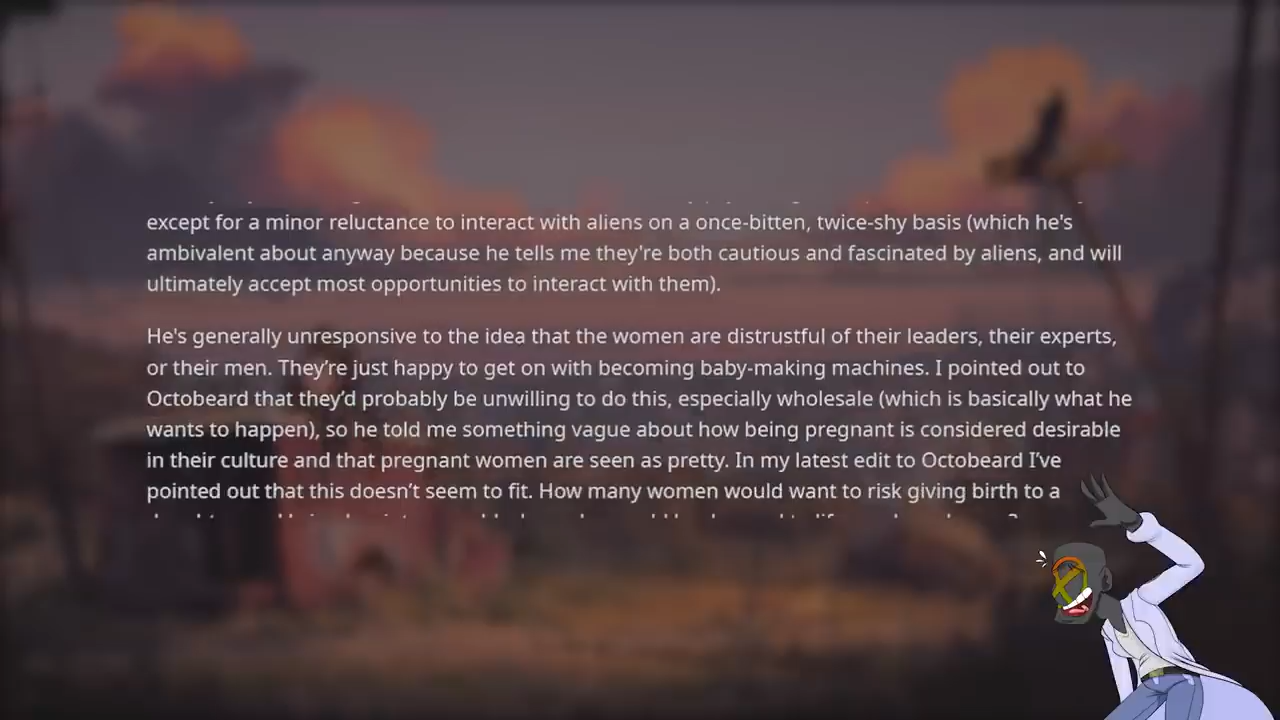 except for a minor reluctance to interact with aliens on a once-bitten, twice-shy basis (which he's
ambivalent about anyway because he tells me they're both cautious and fascinated by aliens, and will
ultimately accept most opportunities to interact with them).
He's generally unresponsive to the idea that the women are distrustful of their leaders, their experts,
or their men. They’re just happy to get on with becoming baby-making machines. I pointed out to
Octobeard that they’d probably be unwilling to do this, especially wholesale (which is basically what he
wants to happen), so he told me something vague about how being pregnant is considered desirable
in their culture and that pregnant women are seen as pretty. In my latest edit to Octobeard I’ve
pointed out that this doesn’t seem to fit. How many women would want to risk giving birth to a